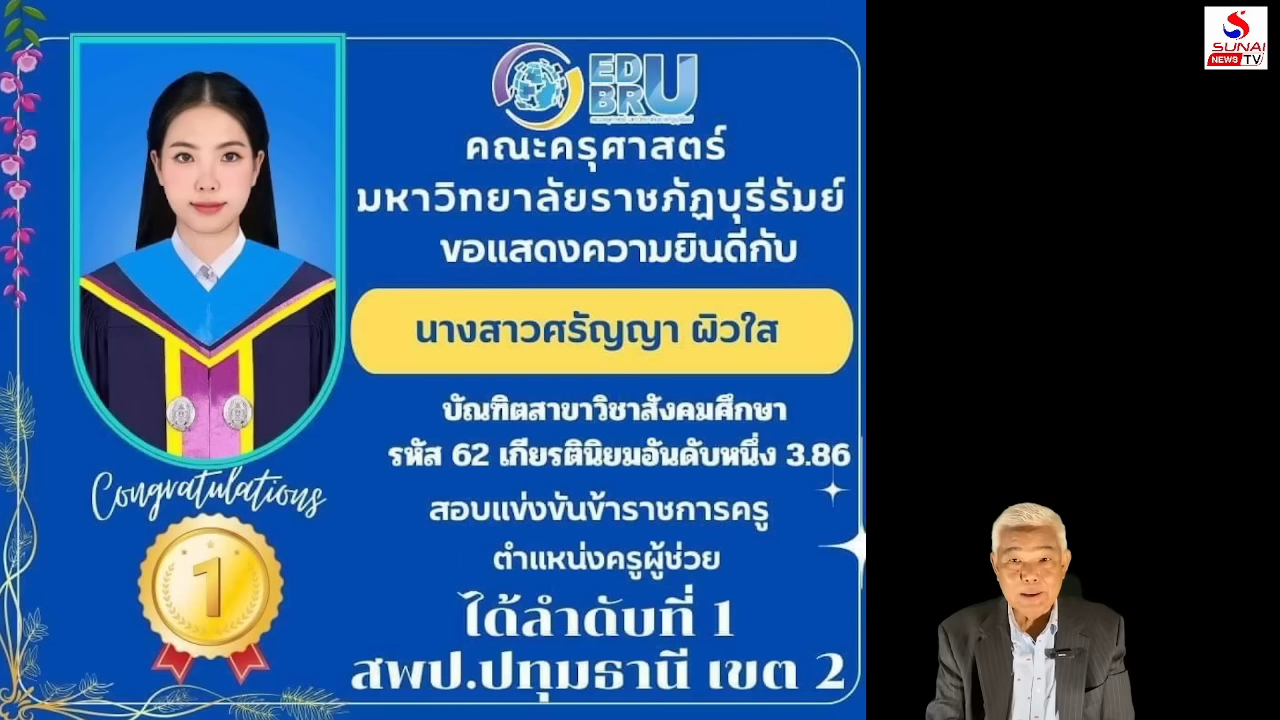 EDU
BRU
คณะครุศาสตร์
มหาวิทยาลัยราชภัฏบุรีรัมย์
ขอแสดงความยินดีกับ
นางสาวศรัญญา ผิวใส
บัณฑิตสาขาวิชาสังคมศึกษา
รหัส 62 เกียรตินิยมอันดับหนึ่ง 3.86
สอบแข่งขันข้าราชการครู
ตำแหน่งครูผู้ช่วย
ได้ลำดับที่ 1
สพป.ปทุมธานี เขต 2
Congratulations
1
SUNAI
NEWS TV